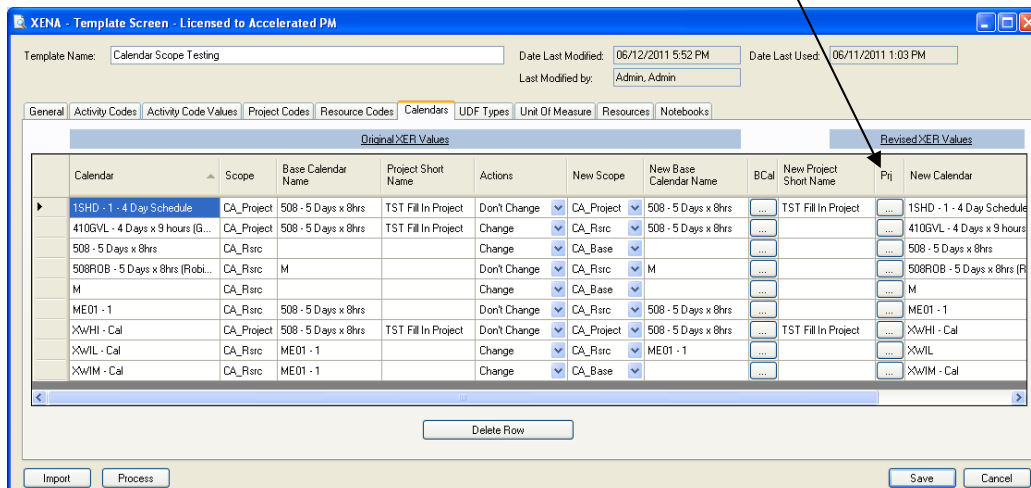 XENA - Template Screen - Licensed to Accelerated PM
Template Name: Calendar Scope Testing Date Last Modified: 06/12/2011 5:52 PM Date Last Used: 06/11/2011 1:03 PM
Last Modified by: Admin, Admin
General Activity Codes Activity Code Values Project Codes Resource Codes Calendars UDF Types Unit Of Measure Resources Notebooks
Original XER Values Revised XER Values
Calendar Scope Base Calendar Name Project Short Name Actions New Scope New Base Calendar Name BCal New Project Short Name Prj New Calendar
1SHD - 1 - 4 Day Schedule CA_Project 508 - 5 Days x 8hrs TST Fill In Project Don't Change CA_Project 508 - 5 Days x 8hrs ... TST Fill In Project ... 1SHD - 1 - 4 Day Schedule
410GVL - 4 Days x 9 hours (G... CA_Project 508 - 5 Days x 8hrs TST Fill In Project Change CA_Rsrc 508 - 5 Days x 8hrs ... ... 410GVL - 4 Days x 9 hours
508 - 5 Days x 8hrs CA_Rsrc Change CA_Base ... ... 508 - 5 Days x 8hrs
508ROB - 5 Days x 8hrs (Robi... CA_Rsrc M Don't Change CA_Rsrc M ... ... 508ROB - 5 Days x 8hrs (R
M CA_Rsrc Change CA_Base ... ... M
ME01 - 1 CA_Rsrc 508 - 5 Days x 8hrs Don't Change CA_Rsrc 508 - 5 Days x 8hrs ... ... ME01 - 1
XWHI - Cal CA_Project 508 - 5 Days x 8hrs TST Fill In Project Don't Change CA_Project 508 - 5 Days x 8hrs ... TST Fill In Project ... XWHI - Cal
XWIL - Cal CA_Rsrc ME01 - 1 Change CA_Rsrc ME01 - 1 ... ... XWIL
XWIM - Cal CA_Rsrc ME01 - 1 Change CA_Base ... ... XWIM - Cal
Delete Row
Import Process Save Cancel